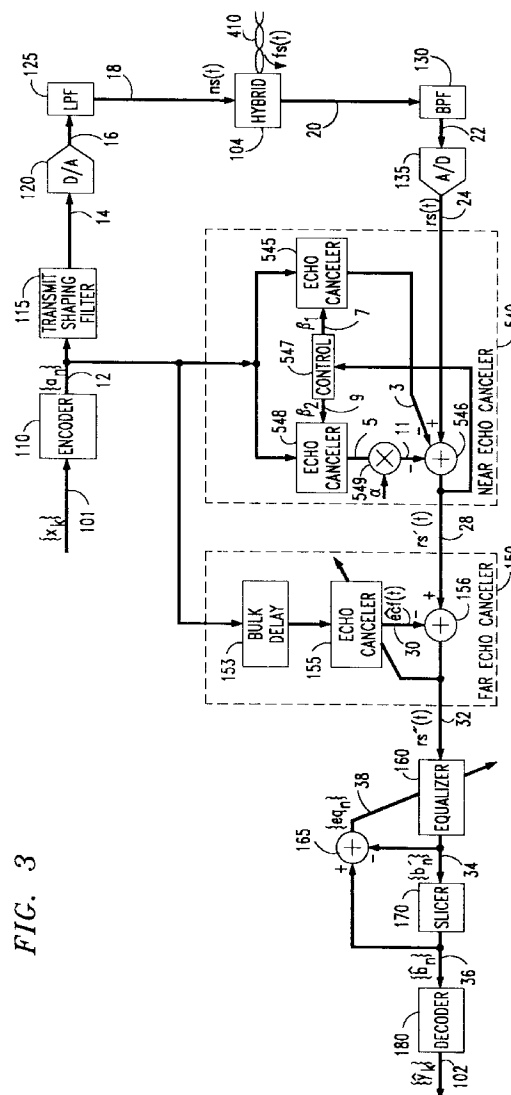 FIG. 3
{x_k}
101
110
ENCODER
{a_n}
12
115
TRANSMIT
SHAPING
FILTER
14
120
D/A
16
125
LPF
18
ns(t)
410
fs(t)
HYBRID
104
20
130
BPF
22
135
A/D
rs(t)
24
545
ECHO
CANCELER
β1
7
547
CONTROL
β2
9
548
ECHO
CANCELER
5
549
×
α
11
3
-
-
+
+
546
NEAR ECHO CANCELER
540
rs'(t)
28
153
BULK
DELAY
155
ECHO
CANCELER
êcf(t)
30
-
+
+
156
FAR ECHO CANCELER
150
rs"(t)
32
160
EQUALIZER
38
{eq_n}
165
+
+
-
{b'_n}
34
170
SLICER
{b̂_n}
36
180
DECODER
{ŷ_k}
102